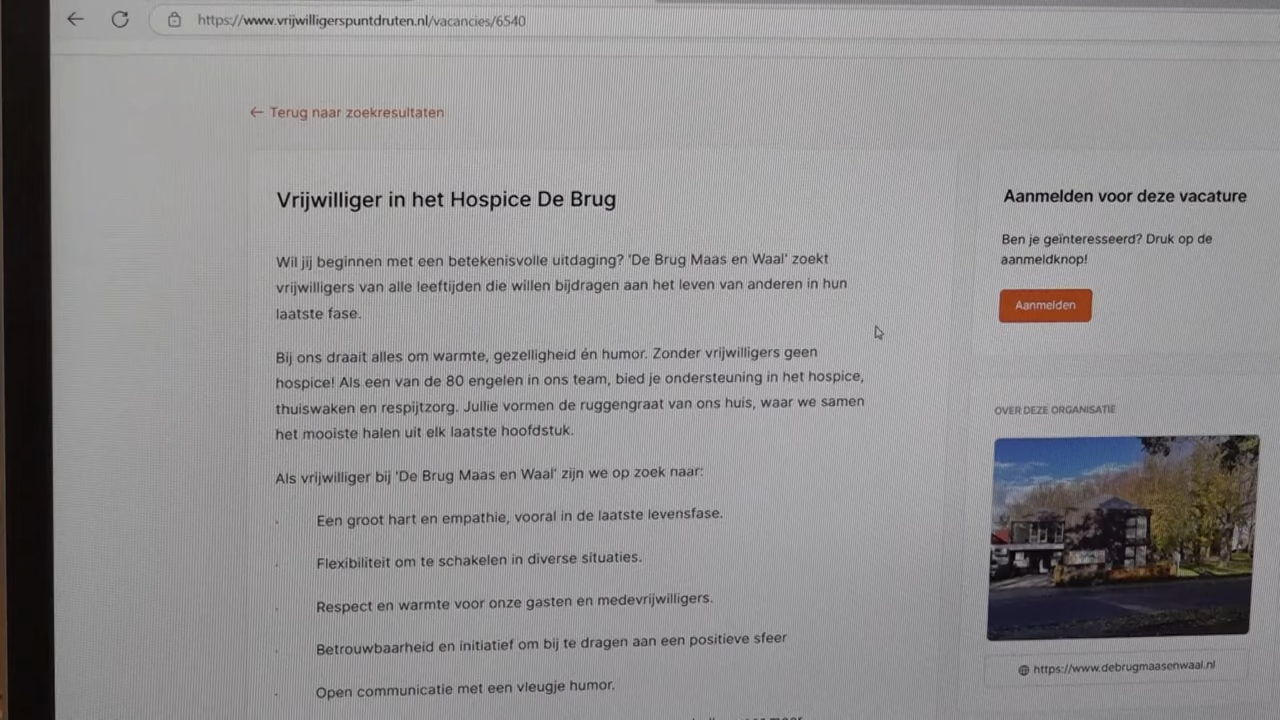 https://www.vrijwilligerspuntdruten.nl/vacancies/6540
← Terug naar zoekresultaten
Vrijwilliger in het Hospice De Brug
Wil jij beginnen met een betekenisvolle uitdaging? 'De Brug Maas en Waal' zoekt
vrijwilligers van alle leeftijden die willen bijdragen aan het leven van anderen in hun
laatste fase.
Bij ons draait alles om warmte, gezelligheid én humor. Zonder vrijwilligers geen
hospice! Als een van de 80 engelen in ons team, bied je ondersteuning in het hospice,
thuiswaken en respijtzorg. Jullie vormen de ruggengraat van ons huis, waar we samen
het mooiste halen uit elk laatste hoofdstuk.
Als vrijwilliger bij 'De Brug Maas en Waal' zijn we op zoek naar:
· Een groot hart en empathie, vooral in de laatste levensfase.
· Flexibiliteit om te schakelen in diverse situaties.
· Respect en warmte voor onze gasten en medevrijwilligers.
· Betrouwbaarheid en initiatief om bij te dragen aan een positieve sfeer
· Open communicatie met een vleugje humor.
Aanmelden voor deze vacature
Ben je geïnteresseerd? Druk op de
aanmeldknop!
Aanmelden
OVER DEZE ORGANISATIE
https://www.debrugmaasenwaal.nl